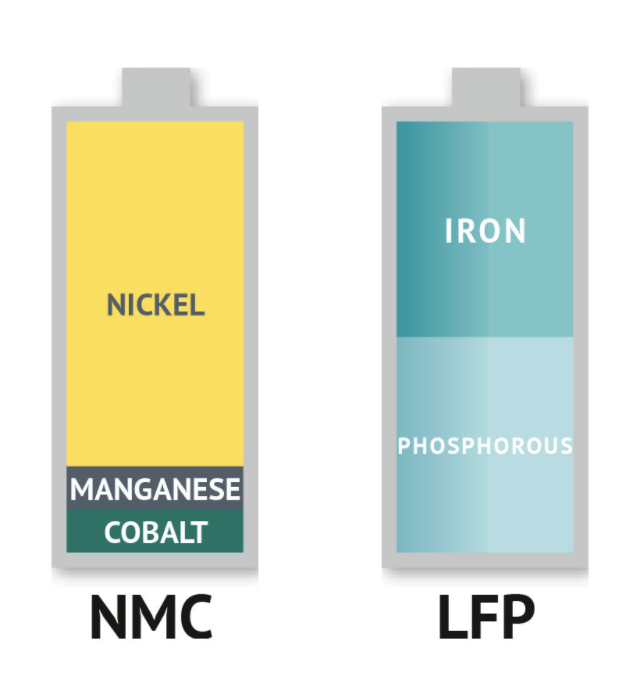 NICKEL
MANGANESE
COBALT
NMC
IRON
PHOSPHOROUS
LFP